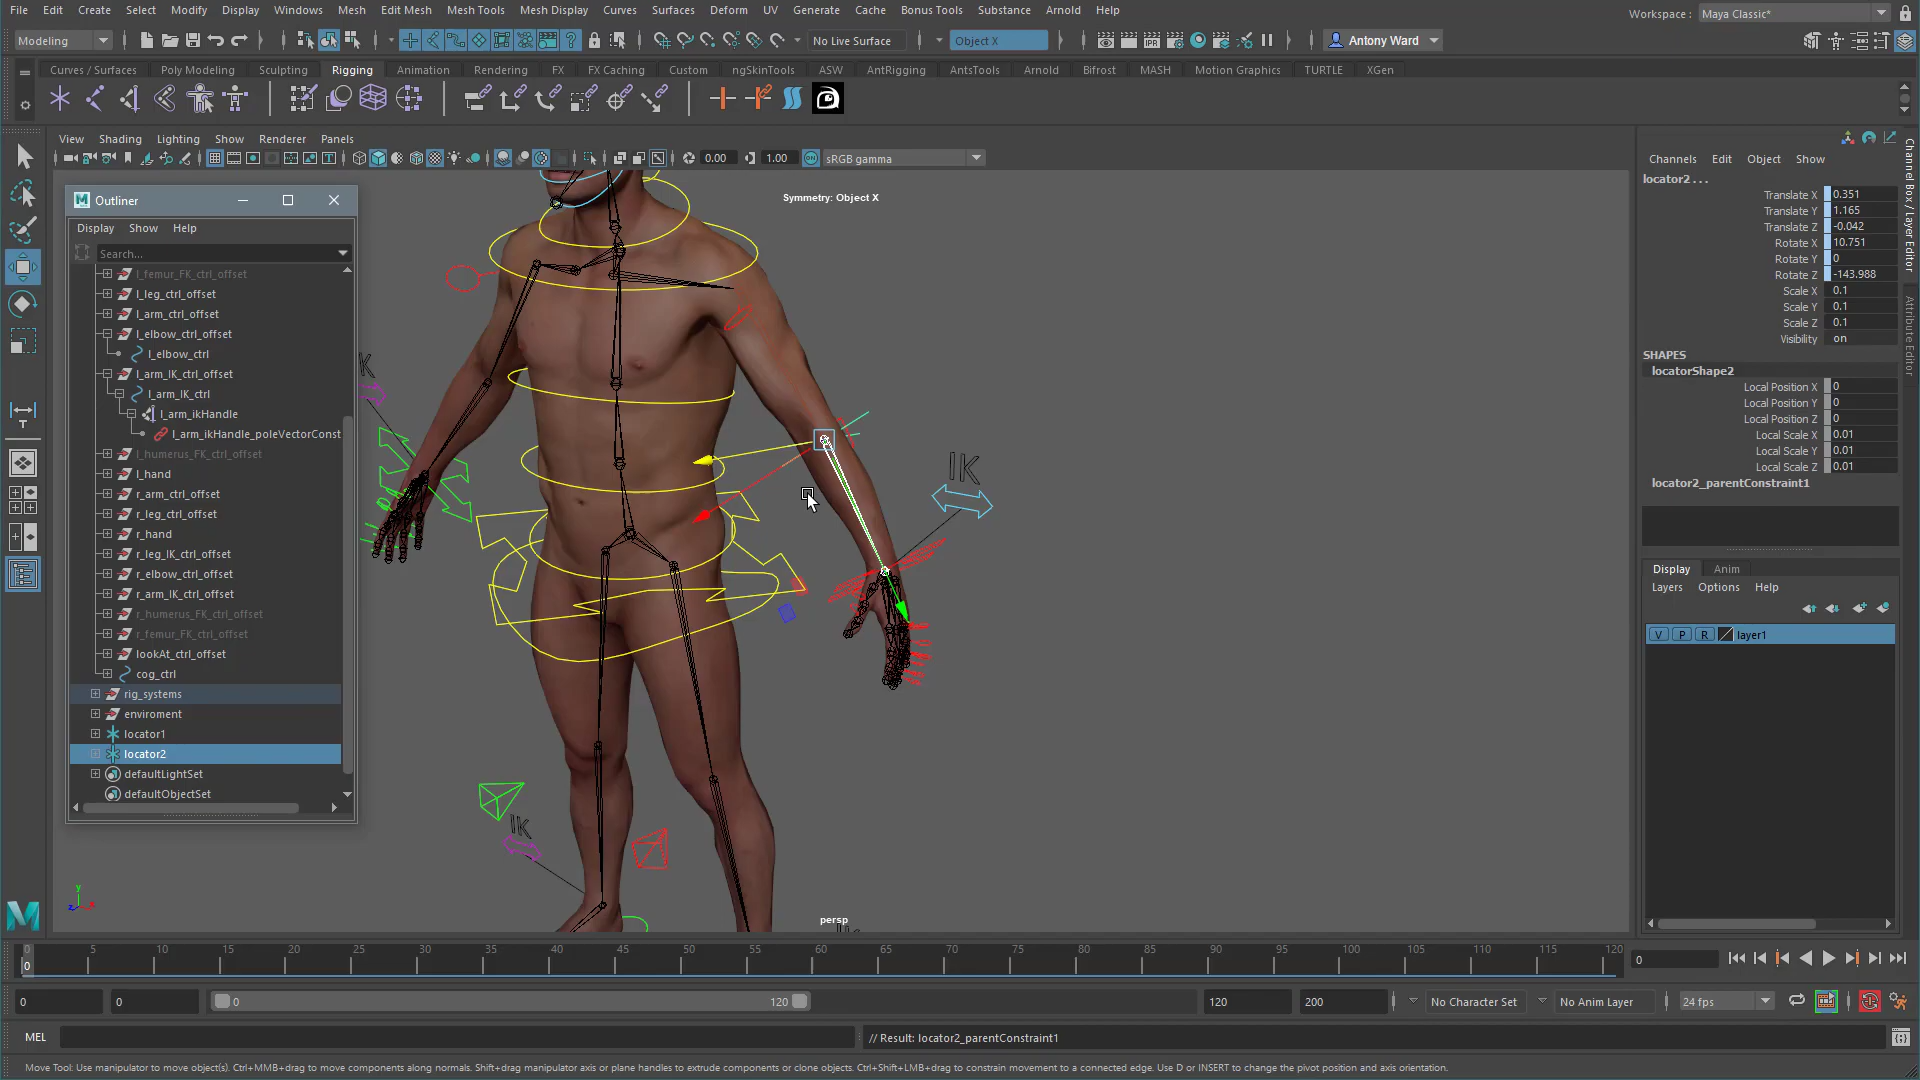 File Edit Create Select Modify Display Windows Mesh Edit Mesh Mesh Tools Mesh Display Curves Surfaces Deform UV Generate Cache Bonus Tools Substance Arnold Help
Workspace : Maya Classic*
Modeling No Live Surface Object X Antony Ward
Curves / Surfaces Poly Modeling Sculpting Rigging Animation Rendering FX FX Caching Custom ngSkinTools ASW AntRigging AntsTools Arnold Bifrost MASH Motion Graphics TURTLE XGen
View Shading Lighting Show Renderer Panels
0.00 1.00 ON sRGB gamma
Symmetry: Object X
Outliner
Display Show Help
Search...
l_femur_FK_ctrl_offset
l_leg_ctrl_offset
l_arm_ctrl_offset
l_elbow_ctrl_offset
l_elbow_ctrl
l_arm_IK_ctrl_offset
l_arm_IK_ctrl
l_arm_ikHandle
l_arm_ikHandle_poleVectorConst
l_humerus_FK_ctrl_offset
l_hand
r_arm_ctrl_offset
r_leg_ctrl_offset
r_hand
r_leg_IK_ctrl_offset
r_elbow_ctrl_offset
r_arm_IK_ctrl_offset
r_humerus_FK_ctrl_offset
r_femur_FK_ctrl_offset
lookAt_ctrl_offset
cog_ctrl
rig_systems
enviroment
locator1
locator2
defaultLightSet
defaultObjectSet
IK
IK
y
z
persp
Channels Edit Object Show
locator2 . . .
Translate X 0.351
Translate Y 1.165
Translate Z -0.042
Rotate X 10.751
Rotate Y 0
Rotate Z -143.988
Scale X 0.1
Scale Y 0.1
Scale Z 0.1
Visibility on
SHAPES
locatorShape2
Local Position X 0
Local Position Y 0
Local Position Z 0
Local Scale X 0.01
Local Scale Y 0.01
Local Scale Z 0.01
locator2_parentConstraint1
Display Anim
Layers Options Help
V P R layer1
Channel Box / Layer Editor
Attribute Editor
0 5 10 15 20 25 30 35 40 45 50 55 60 65 70 75 80 85 90 95 100 105 110 115 120
0 0
0 0 0 120 120 200 No Character Set No Anim Layer 24 fps
MEL // Result: locator2_parentConstraint1
Move Tool: Use manipulator to move object(s). Ctrl+MMB+drag to move components along normals. Shift+drag manipulator axis or plane handles to extrude components or clone objects. Ctrl+Shift+LMB+drag to constrain movement to a connected edge. Use D or INSERT to change the pivot position and axis orientation.